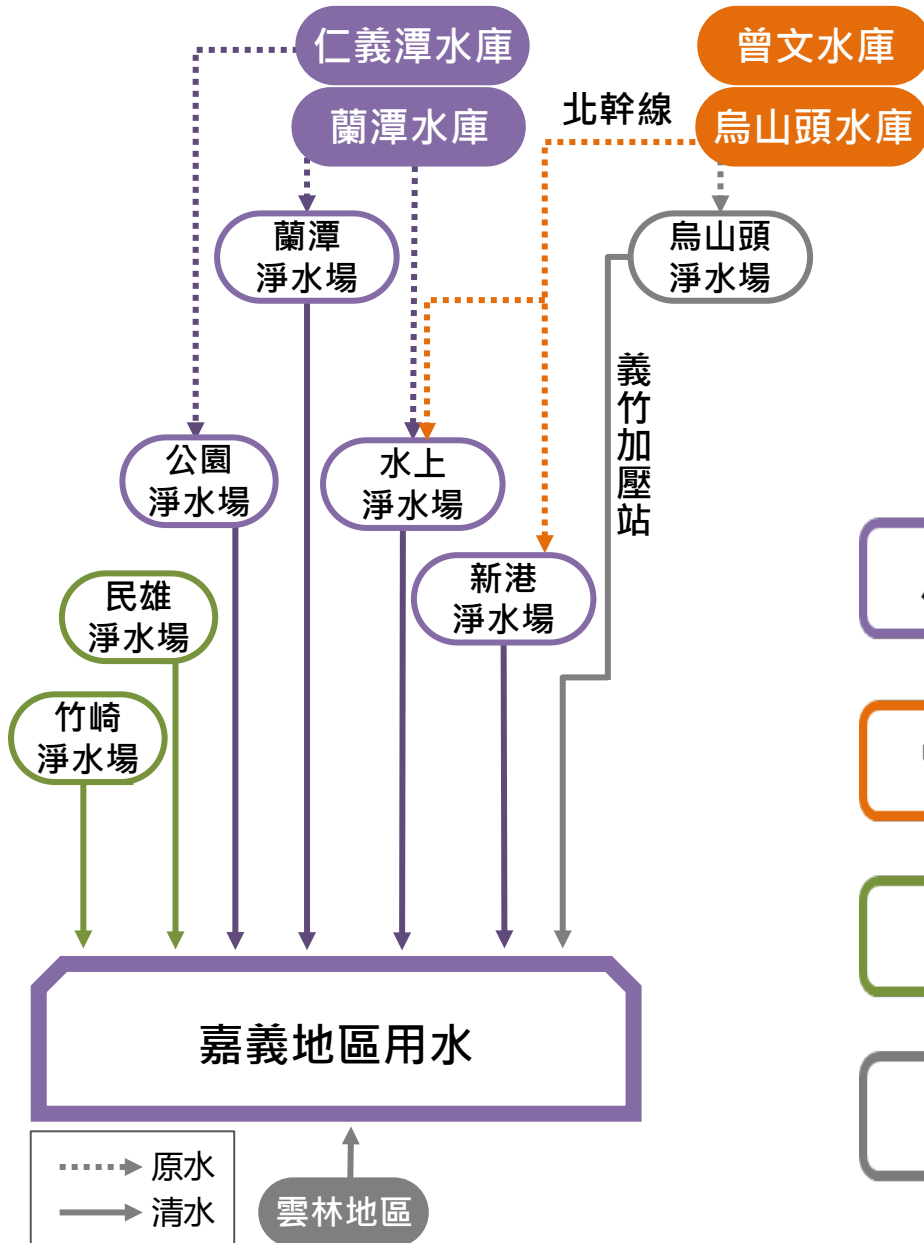 仁義潭水庫
曾文水庫
蘭潭水庫
北幹線
烏山頭水庫
蘭潭
淨水場
烏山頭
淨水場
義竹加壓站
公園
淨水場
水上
淨水場
新港
淨水場
民雄
淨水場
竹崎
淨水場
嘉義地區用水
原水
清水
雲林地區